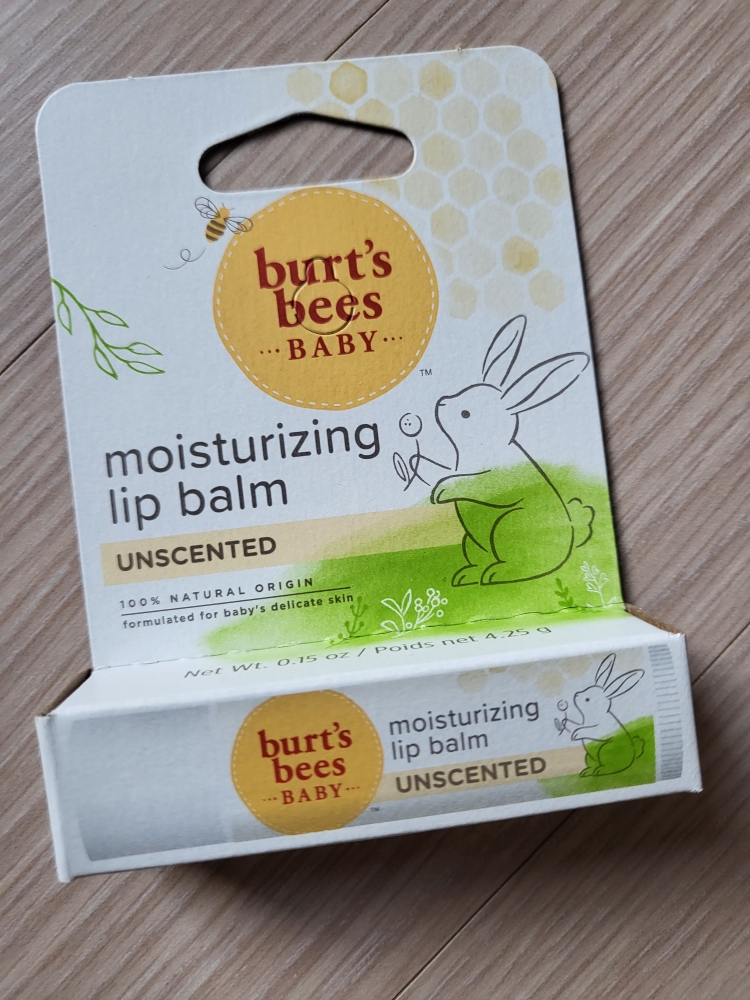 burt's
bees
BABY
™
moisturizing
lip balm
UNSCENTED
100% NATURAL ORIGIN
formulated for baby's delicate skin
Net Wt. 0.15 oz / Poids net 4.25 g
burt's
bees
BABY
™
moisturizing
lip balm
UNSCENTED